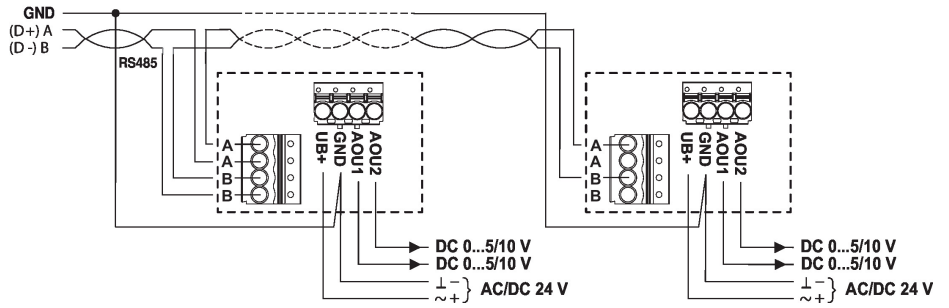 GND
(D+) A
(D -) B
RS485
UB+
GND
AOU1
AOU2
A
A
B
B
DC 0...5/10 V
DC 0...5/10 V
⊥ −
~ + } AC/DC 24 V
UB+
GND
AOU1
AOU2
A
A
B
B
DC 0...5/10 V
DC 0...5/10 V
⊥ −
~ + } AC/DC 24 V